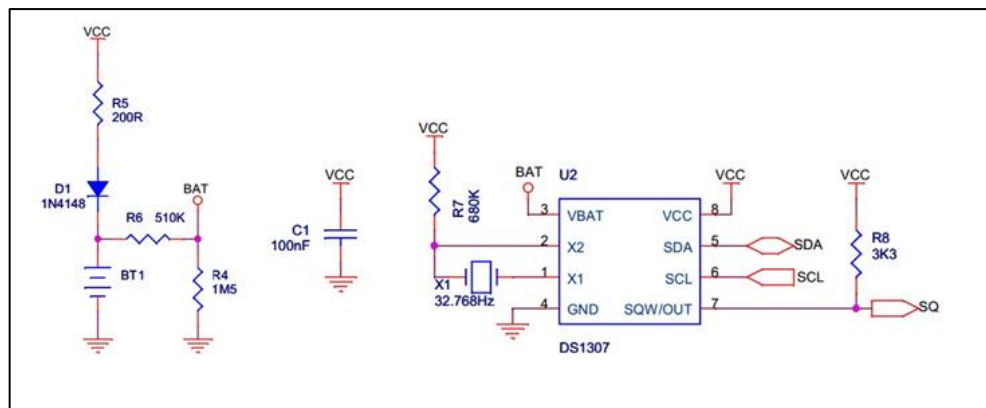 VCC
R5
200R
D1
1N4148
BAT
R6 510K
BT1
R4
1M5
VCC
C1
100nF
VCC
R7
680K
X1
32.768Hz
BAT
U2
VCC
3 VBAT VCC 8
2 X2 SDA 5 SDA
1 X1 SCL 6 SCL
4 GND SQW/OUT 7
DS1307
VCC
R8
3K3
SQ